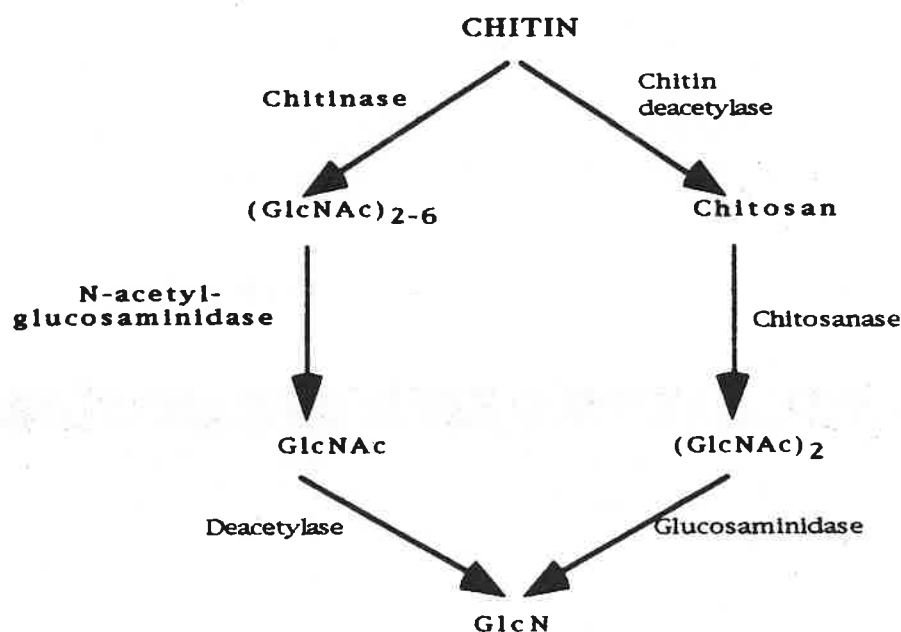 CHITIN
Chitinase
Chitin
deacetylase
(GlcNAc)2-6
Chitosan
N-acetyl-
glucosaminidase
Chitosanase
GlcNAc
(GlcNAc)2
Deacetylase
Glucosaminidase
GlcN